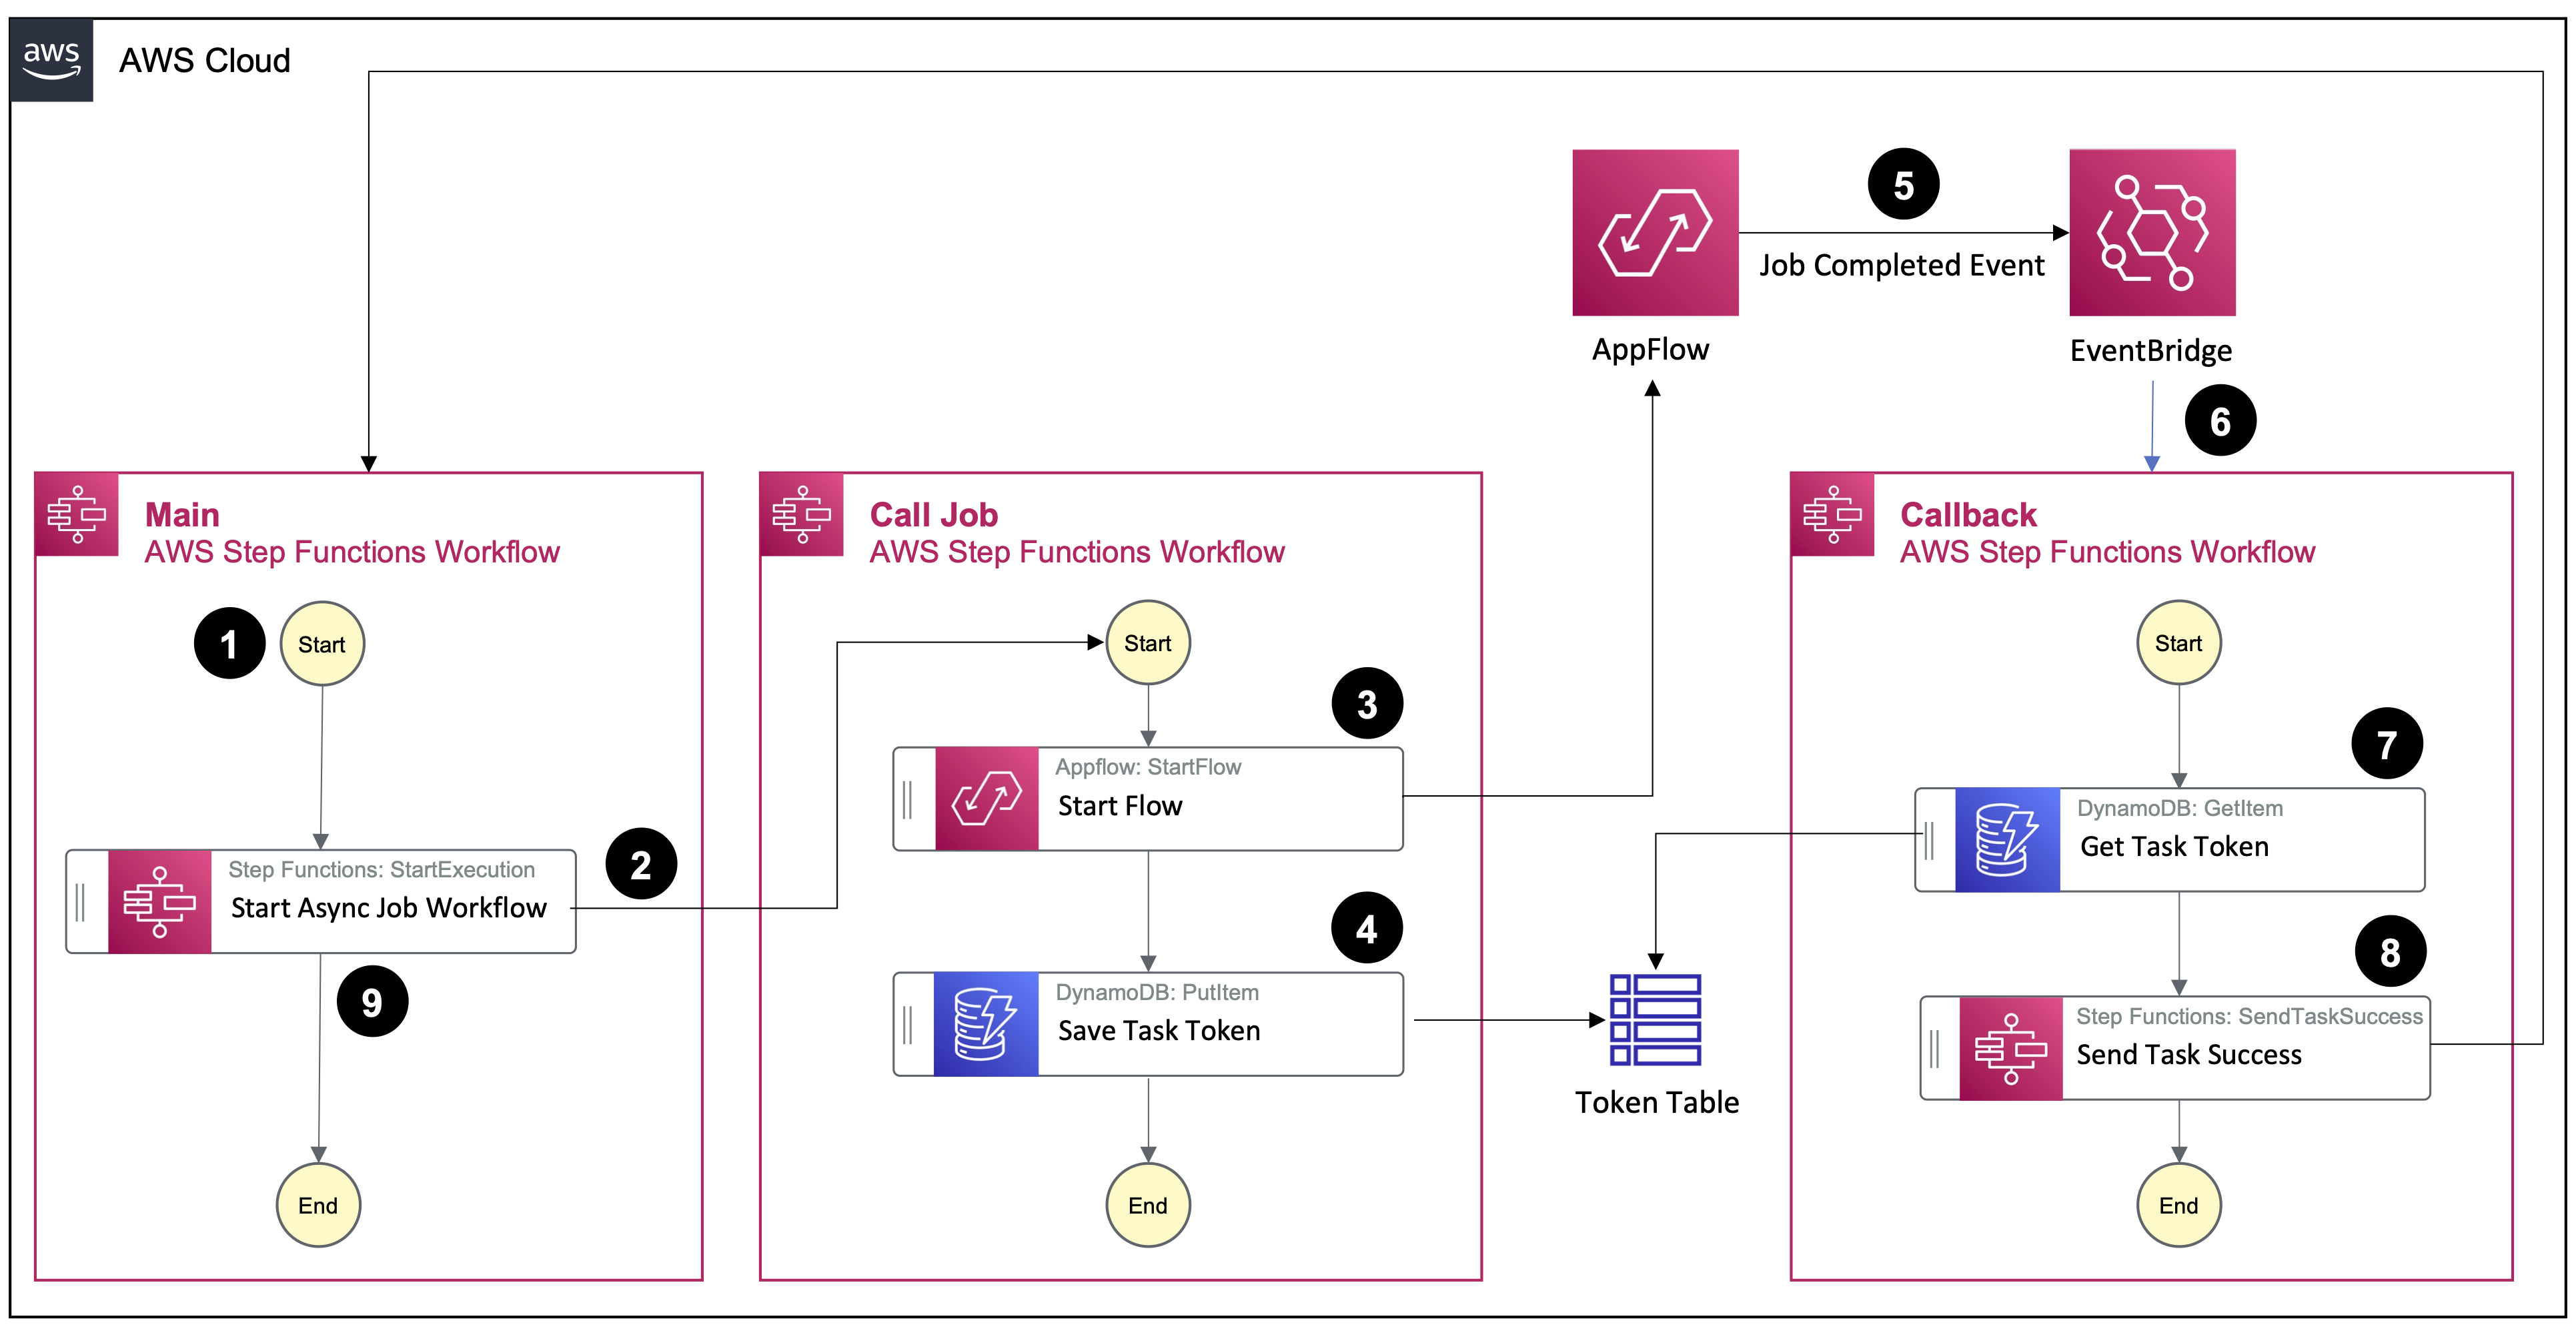 aws
AWS Cloud
5
Job Completed Event
AppFlow
EventBridge
6
Main
AWS Step Functions Workflow
1
Start
Step Functions: StartExecution
Start Async Job Workflow
2
9
End
Call Job
AWS Step Functions Workflow
Start
3
Appflow: StartFlow
Start Flow
4
DynamoDB: PutItem
Save Task Token
End
Token Table
Callback
AWS Step Functions Workflow
Start
7
DynamoDB: GetItem
Get Task Token
8
Step Functions: SendTaskSuccess
Send Task Success
End